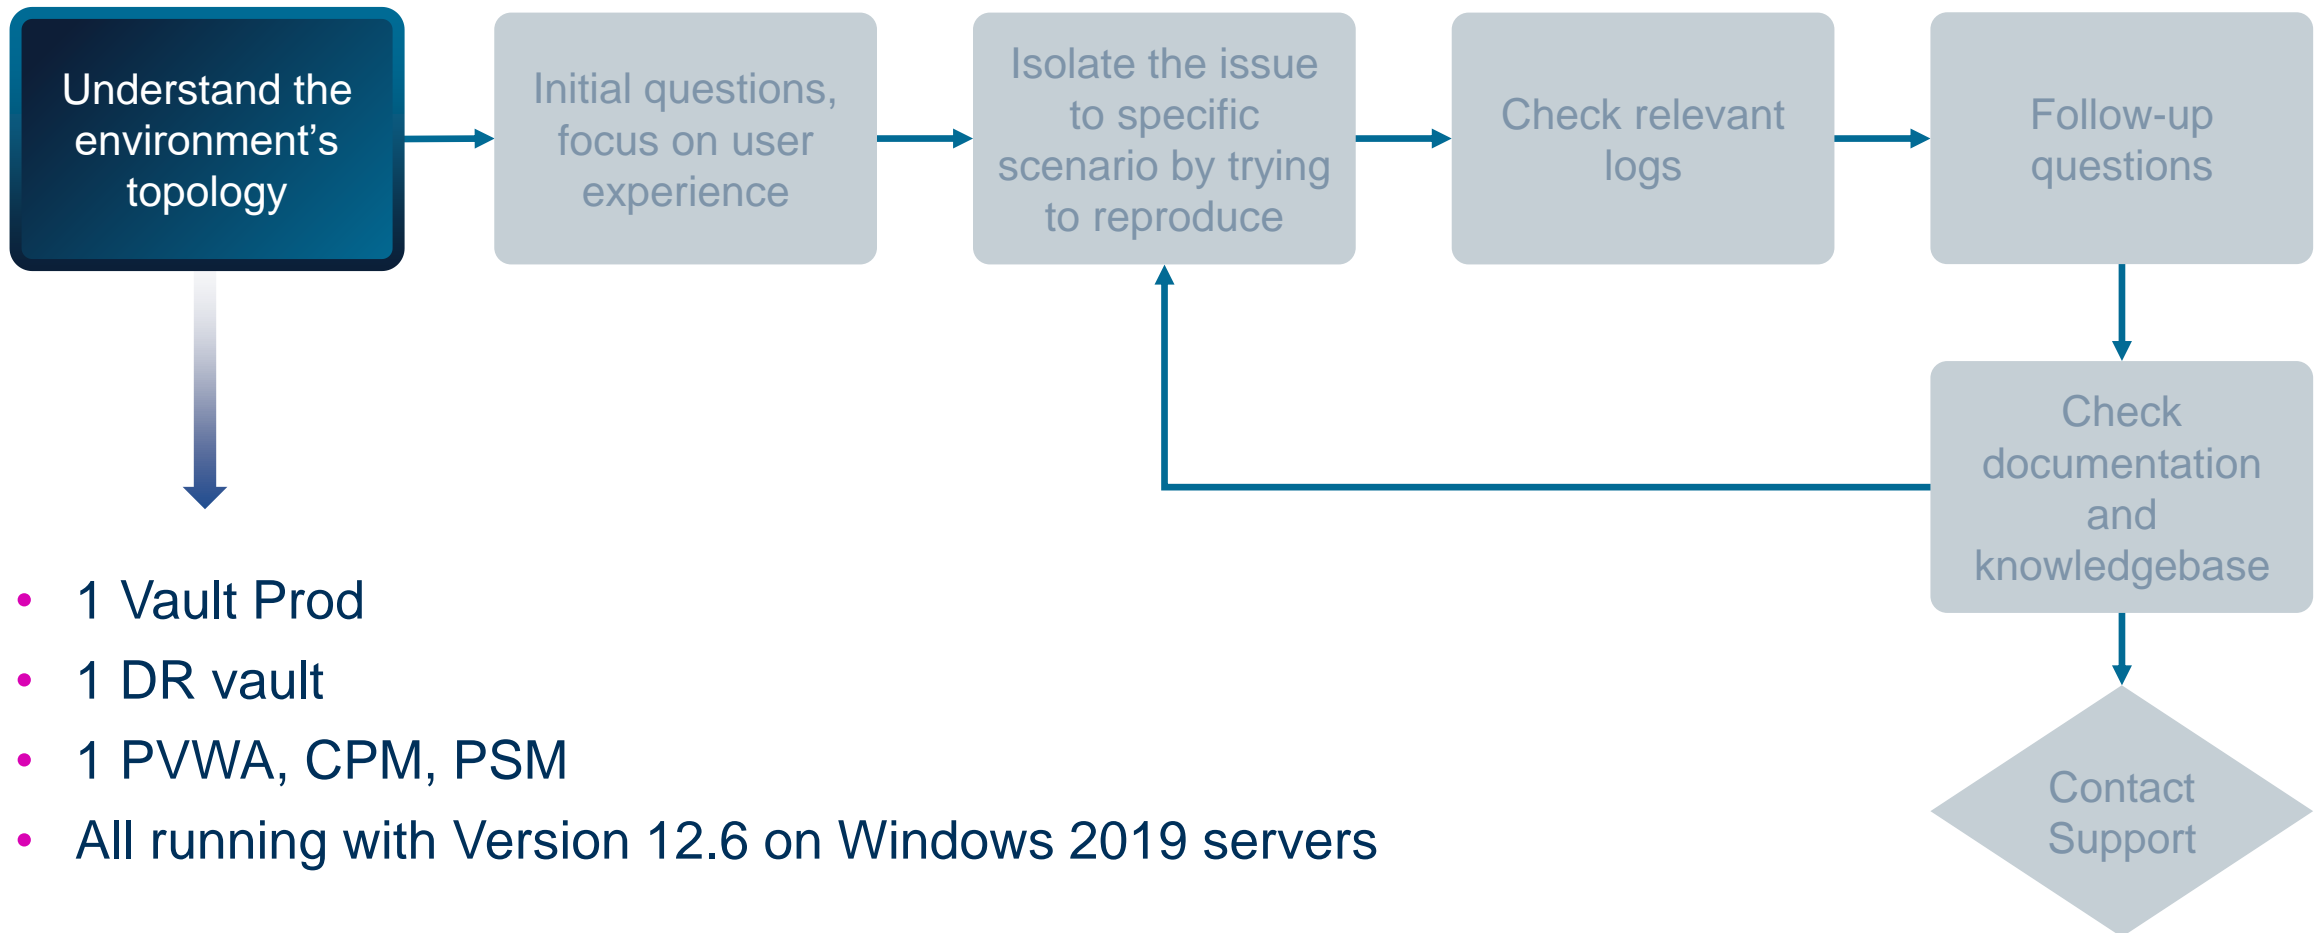 Understand the
environment’s
topology
Initial questions,
focus on user
experience
Isolate the issue
to specific
scenario by trying
to reproduce
Check relevant
logs
Follow-up
questions
Check
documentation
and
knowledgebase
Contact
Support
• 1 Vault Prod
• 1 DR vault
• 1 PVWA, CPM, PSM
• All running with Version 12.6 on Windows 2019 servers